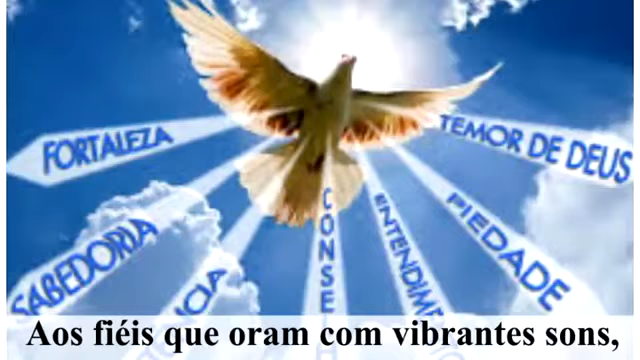 FORTALEZA
TEMOR DE DEUS
SABEDORIA
PIEDADE
Aos fiéis que oram com vibrantes sons,